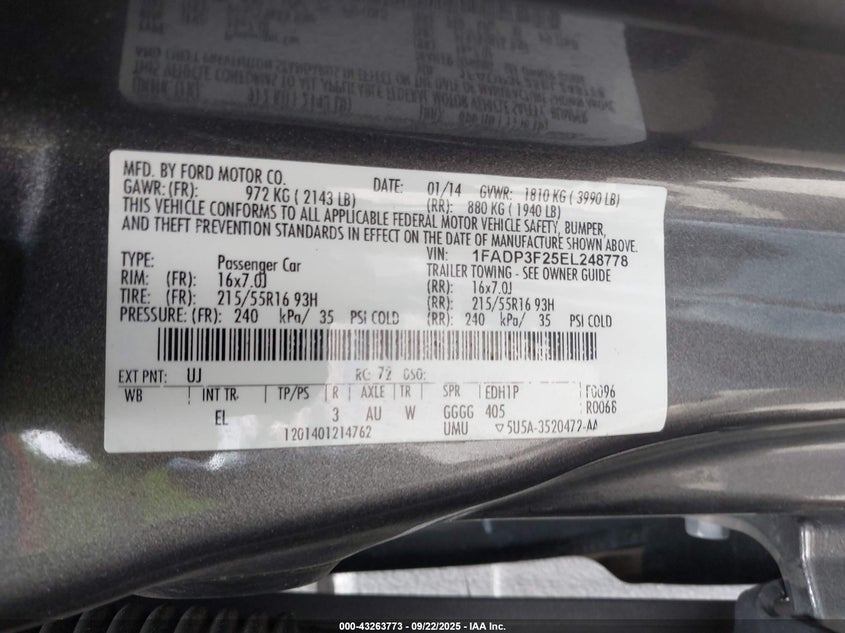 MFD. BY FORD MOTOR CO. DATE: 01/14 GVWR: 1810 KG ( 3990 LB)
GAWR: (FR): 972 KG ( 2143 LB) (RR): 880 KG ( 1940 LB)
THIS VEHICLE CONFORMS TO ALL APPLICABLE FEDERAL MOTOR VEHICLE SAFETY, BUMPER,
AND THEFT PREVENTION STANDARDS IN EFFECT ON THE DATE OF MANUFACTURE SHOWN ABOVE.
VIN: 1FADP3F25EL248778
TYPE: Passenger Car TRAILER TOWING - SEE OWNER GUIDE
RIM: (FR): 16x7.0J (RR): 16x7.0J
TIRE: (FR): 215/55R16 93H (RR): 215/55R16 93H
PRESSURE: (FR): 240 kPa/ 35 PSI COLD (RR): 240 kPa/ 35 PSI COLD
EXT PNT: UJ RC: 72 DSO:
WB INT TR. TP/PS R AXLE TR SPR EDH1P F0096
EL 3 AU W GGGG 405 R0068
1201401214762 UMU ▽5U5A-3520472-AA
000-43263773 - 09/22/2025 - IAA Inc.